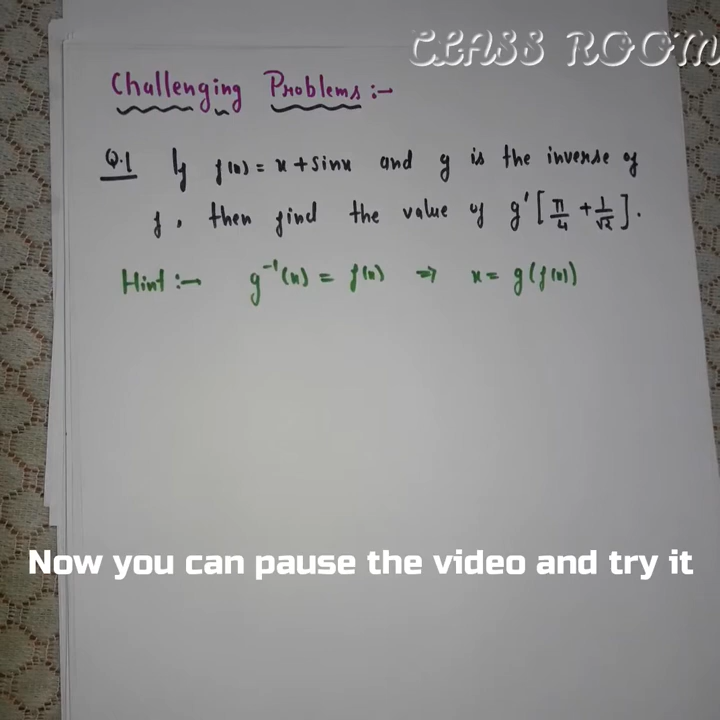 CLASS ROOM
Challenging Problems :-
Q.1 If f(x) = x + sinx and g is the inverse of
f, then find the value of g' [π/4 + 1/√2].
Hint :- g⁻¹(x) = f(x) ⇒ x = g(f(x))
Now you can pause the video and try it